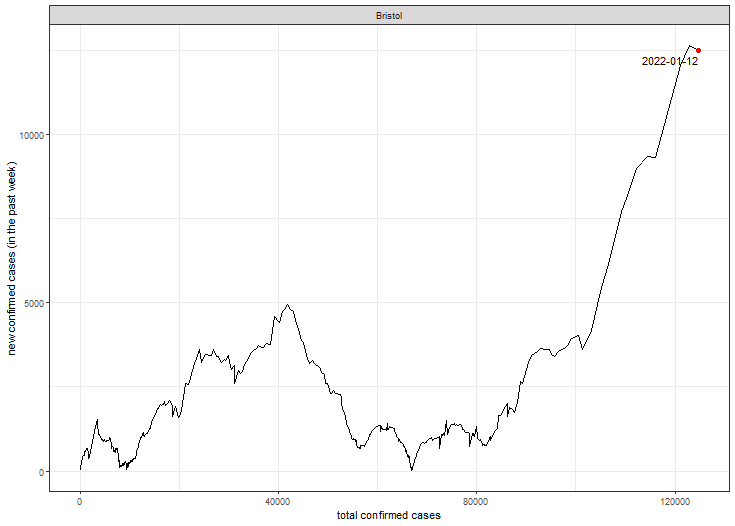 Bristol
2022-01-12
10000
5000
0
new confirmed cases (in the past week)
0
40000
80000
120000
total confirmed cases